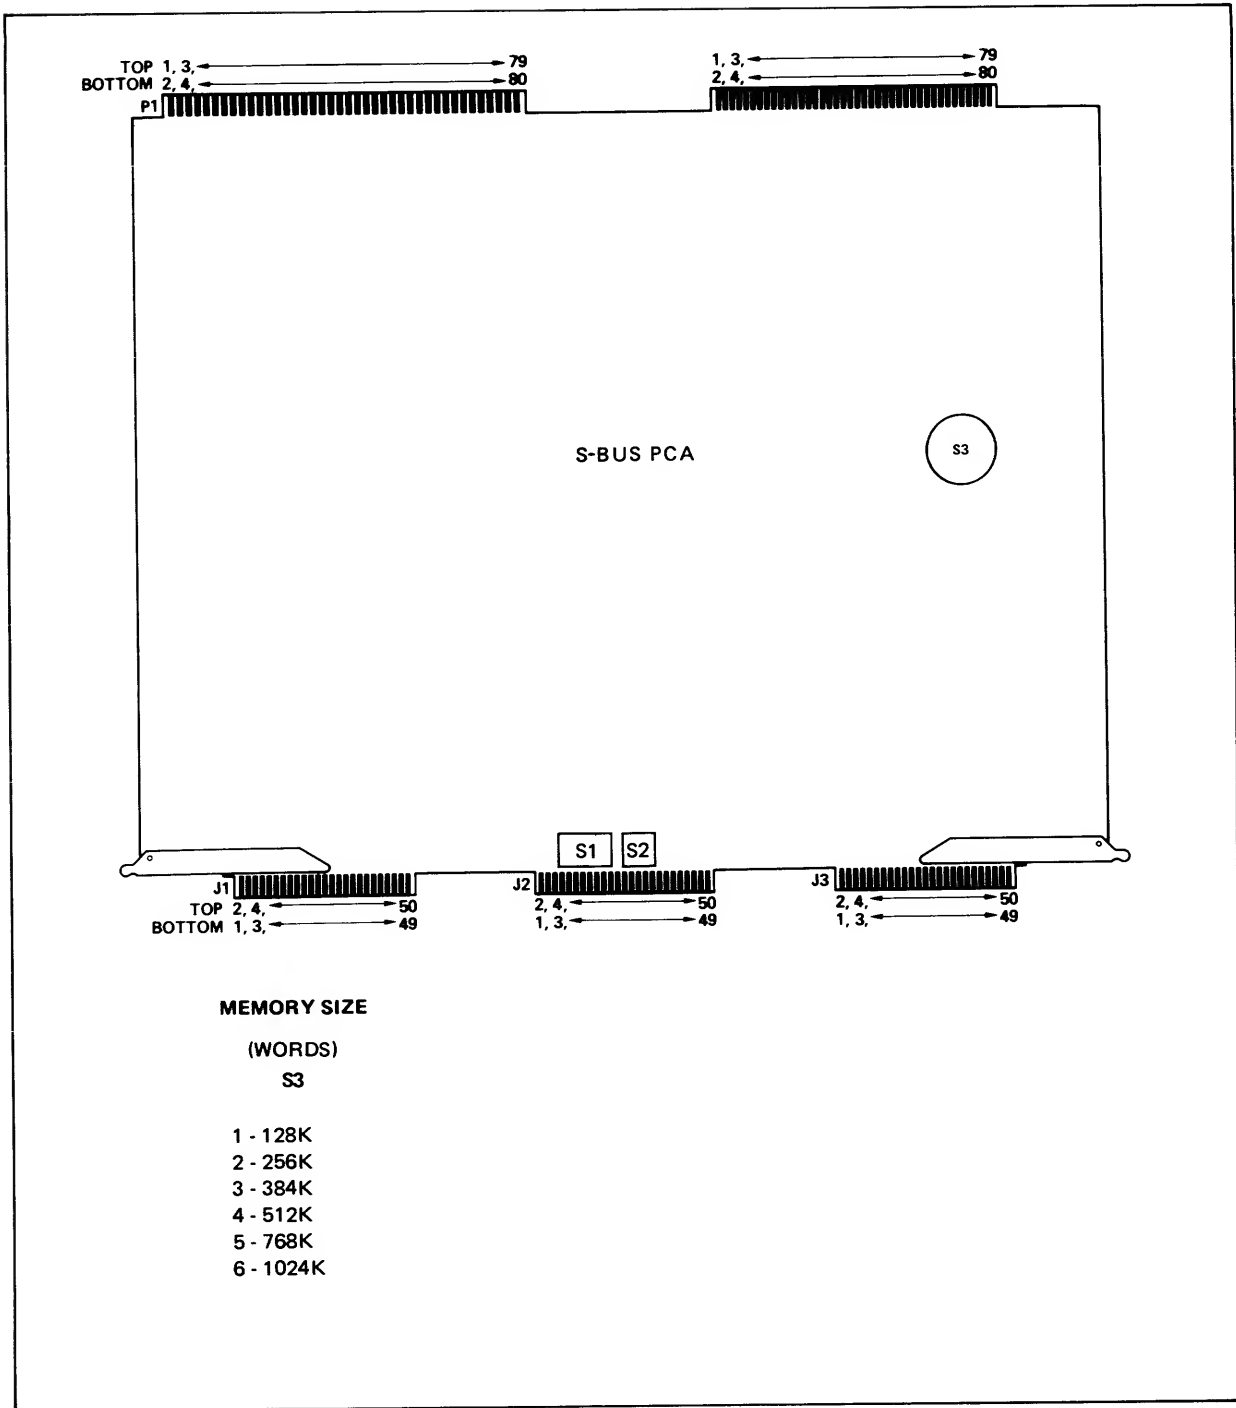 TOP 1, 3, 79
BOTTOM 2, 4, 80
P1
1, 3, 79
2, 4, 80
S-BUS PCA
S3
S1
S2
J1
J2
J3
TOP 2, 4, 50
BOTTOM 1, 3, 49
2, 4, 50
1, 3, 49
2, 4, 50
1, 3, 49
MEMORY SIZE
(WORDS)
S3
1 - 128K
2 - 256K
3 - 384K
4 - 512K
5 - 768K
6 - 1024K